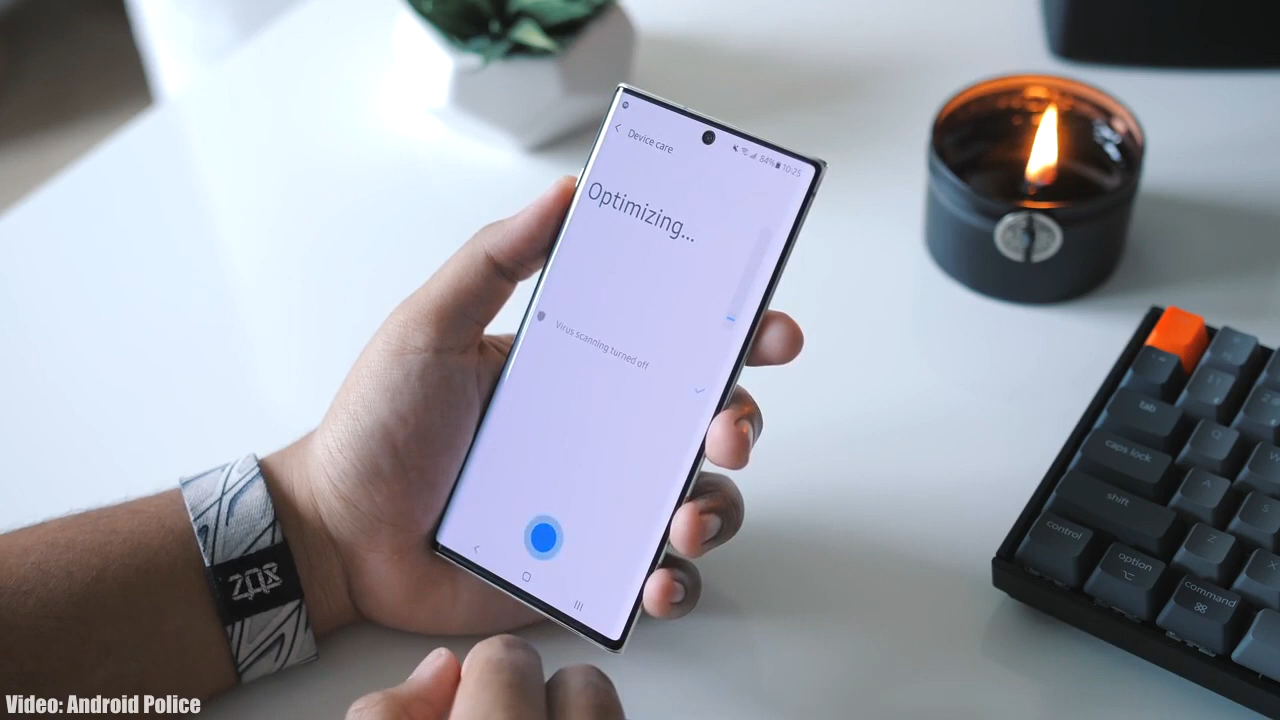 Device care
84% 10:25
Optimizing...
Virus scanning turned off
ZOX
tab
Q
caps lock
A
S
shift
Z
X
control
option
command
Video: Android Police